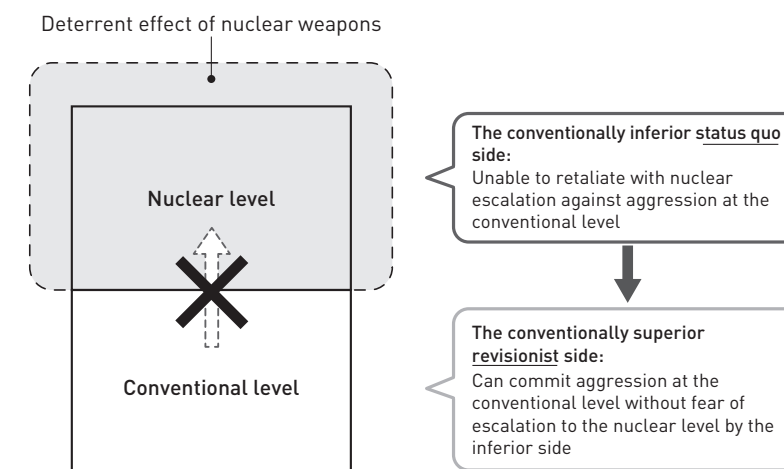 Deterrent effect of nuclear weapons
Nuclear level
Conventional level
The conventionally inferior status quo
side:
Unable to retaliate with nuclear
escalation against aggression at the
conventional level
The conventionally superior
revisionist side:
Can commit aggression at the
conventional level without fear of
escalation to the nuclear level by the
inferior side